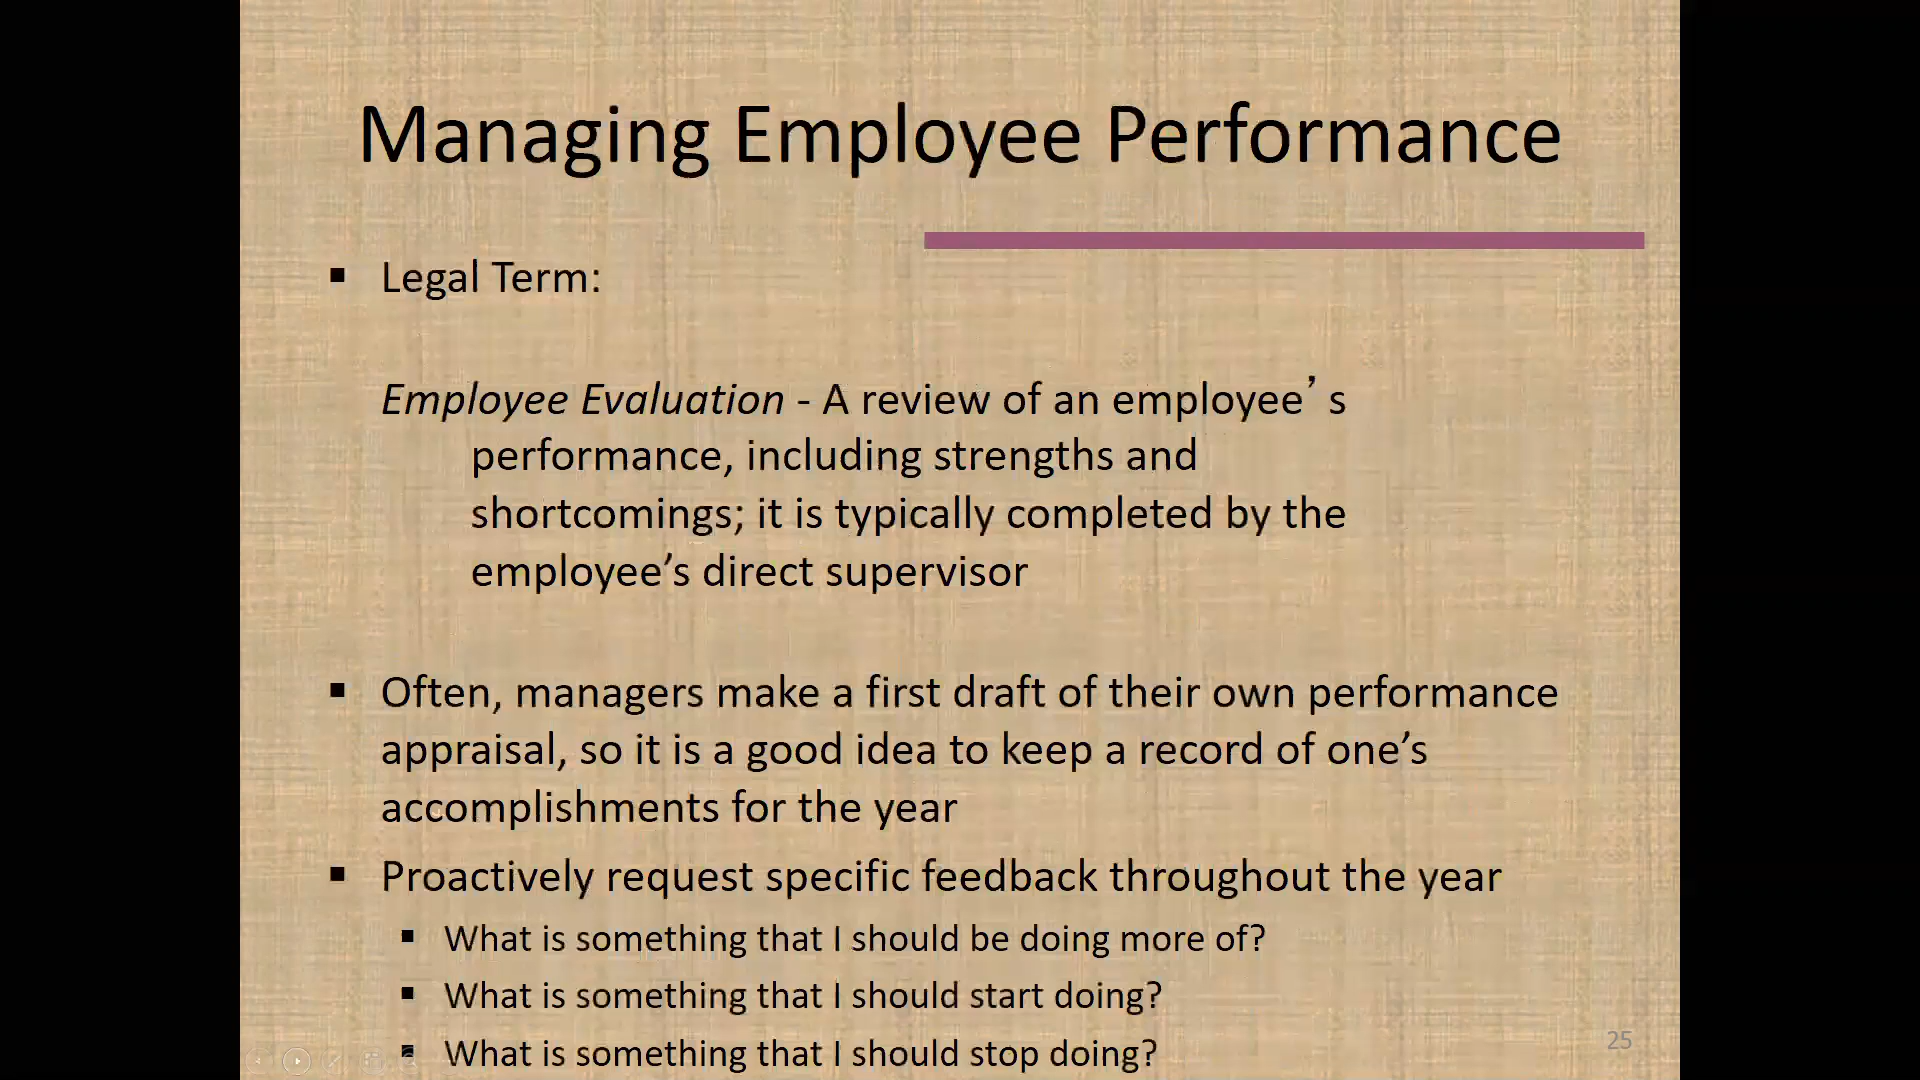 Managing Employee Performance
▪ Legal Term:
Employee Evaluation - A review of an employee’s
performance, including strengths and
shortcomings; it is typically completed by the
employee’s direct supervisor
▪ Often, managers make a first draft of their own performance
appraisal, so it is a good idea to keep a record of one’s
accomplishments for the year
▪ Proactively request specific feedback throughout the year
▪ What is something that I should be doing more of?
▪ What is something that I should start doing?
▪ What is something that I should stop doing?
25